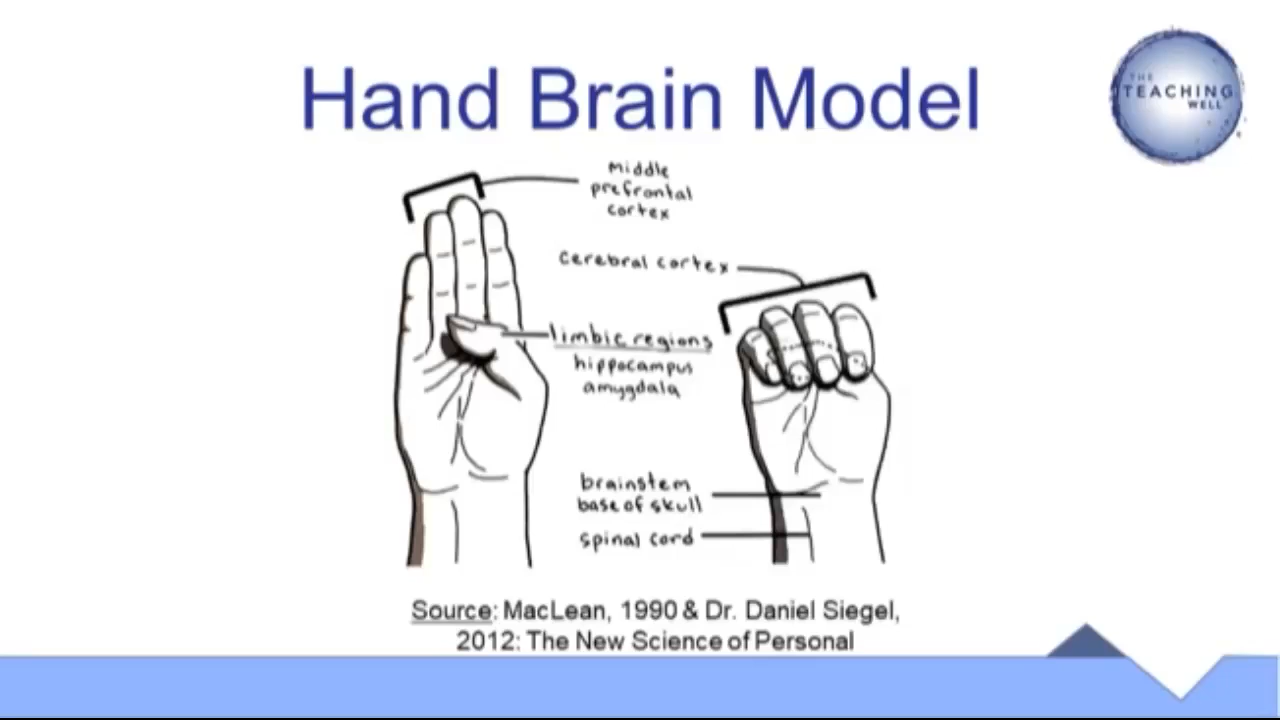 Hand Brain Model
THE
TEACHING
WELL
middle
prefrontal
cortex
cerebral cortex
limbic regions
hippocampus
amygdala
brainstem
base of skull
spinal cord
Source: MacLean, 1990 & Dr. Daniel Siegel,
2012: The New Science of Personal